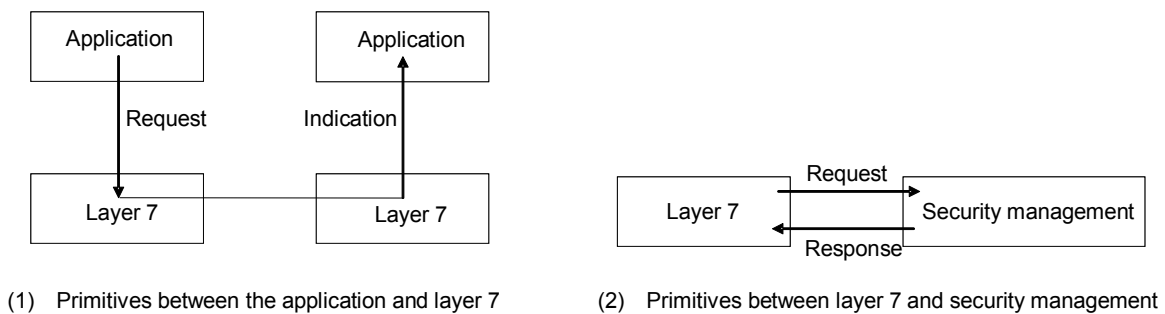 Application
Application
Request
Indication
Layer 7
Layer 7
(1) Primitives between the application and layer 7
Request
Layer 7
Security management
Response
(2) Primitives between layer 7 and security management